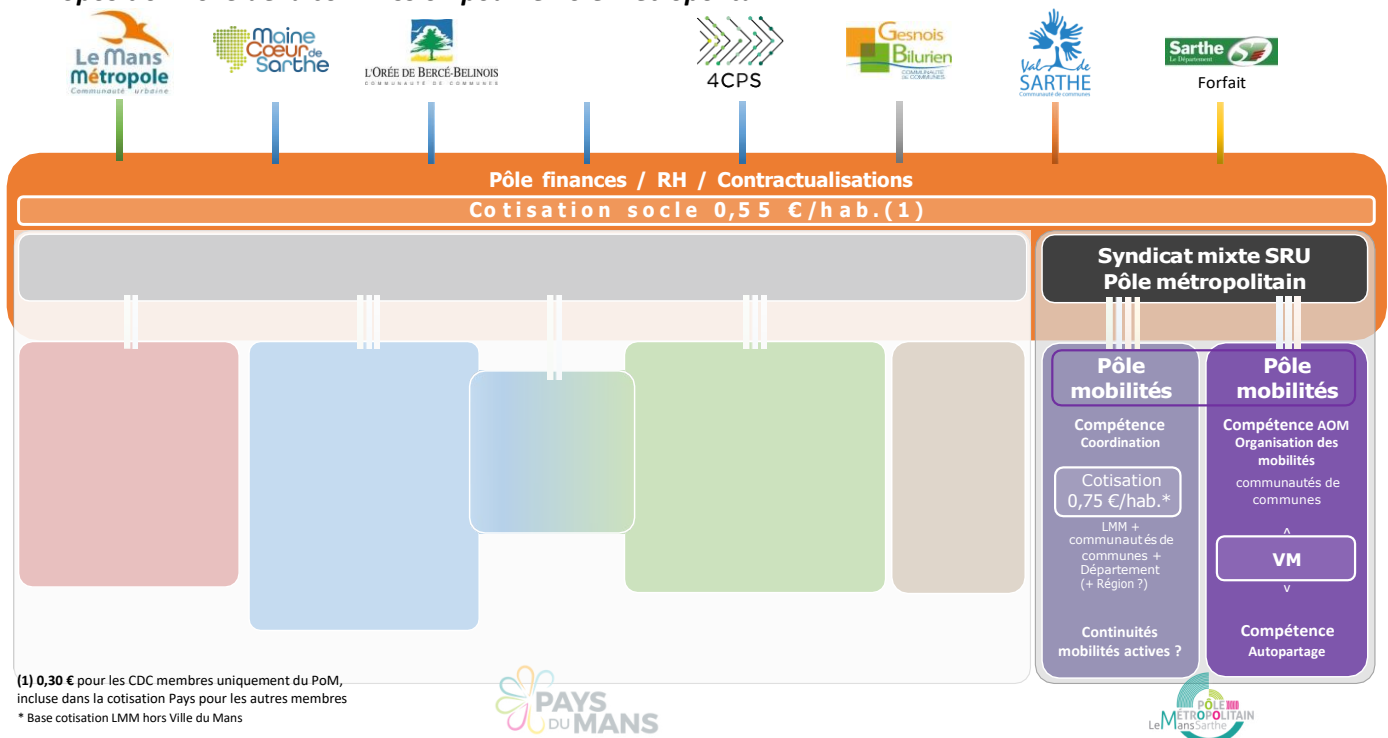 Le Mans
Métropole
Communauté urbaine
Maine
Cœur de
Sarthe
L'ORÉE DE BERCÉ-BELINOIS
COMMUNAUTÉ DE COMMUNES
4CPS
Gesnois
Bilurien
COMMUNAUTÉ
DE COMMUNES
Val de
SARTHE
Communauté de communes
Sarthe
Le Département
Forfait
Pôle finances / RH / Contractualisations
Cotisation socle 0,55 €/hab.(1)
Syndicat mixte SRU
Pôle métropolitain
Pôle
mobilités
Compétence
Coordination
Cotisation
0,75 €/hab.*
LMM +
communautés de
communes +
Département
(+ Région ?)
Continuités
mobilités actives ?
Pôle
mobilités
Compétence AOM
Organisation des
mobilités
communautés de
communes
<
VM
>
Compétence
Autopartage
(1) 0,30 € pour les CDC membres uniquement du PoM,
incluse dans la cotisation Pays pour les autres membres
* Base cotisation LMM hors Ville du Mans
PAYS
DU MANS
PÔLE
MÉTROPOLITAIN
Le Mans Sarthe